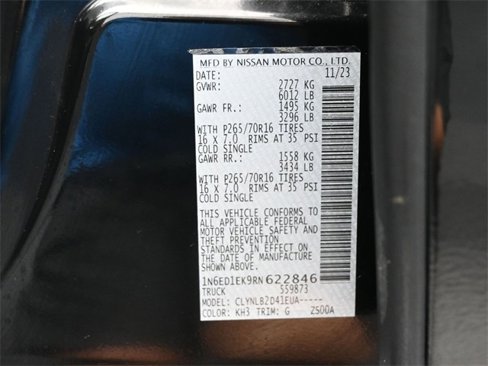 MFD BY NISSAN MOTOR CO., LTD.
DATE: 11/23
GVWR: 2727 KG
6012 LB
GAWR FR.: 1495 KG
3296 LB
WITH P265/70R16 TIRES
16 X 7.0 RIMS AT 35 PSI
COLD SINGLE
GAWR RR.: 1558 KG
3434 LB
WITH P265/70R16 TIRES
16 X 7.0 RIMS AT 35 PSI
COLD SINGLE
THIS VEHICLE CONFORMS TO
ALL APPLICABLE FEDERAL
MOTOR VEHICLE SAFETY AND
THEFT PREVENTION
STANDARDS IN EFFECT ON
THE DATE OF MANUFACTURE
SHOWN ABOVE.
1N6ED1EK9RN622846
TRUCK 559873
MODEL: CLYNLB2D41EUA-----
COLOR: KH3 TRIM: G ZS00A